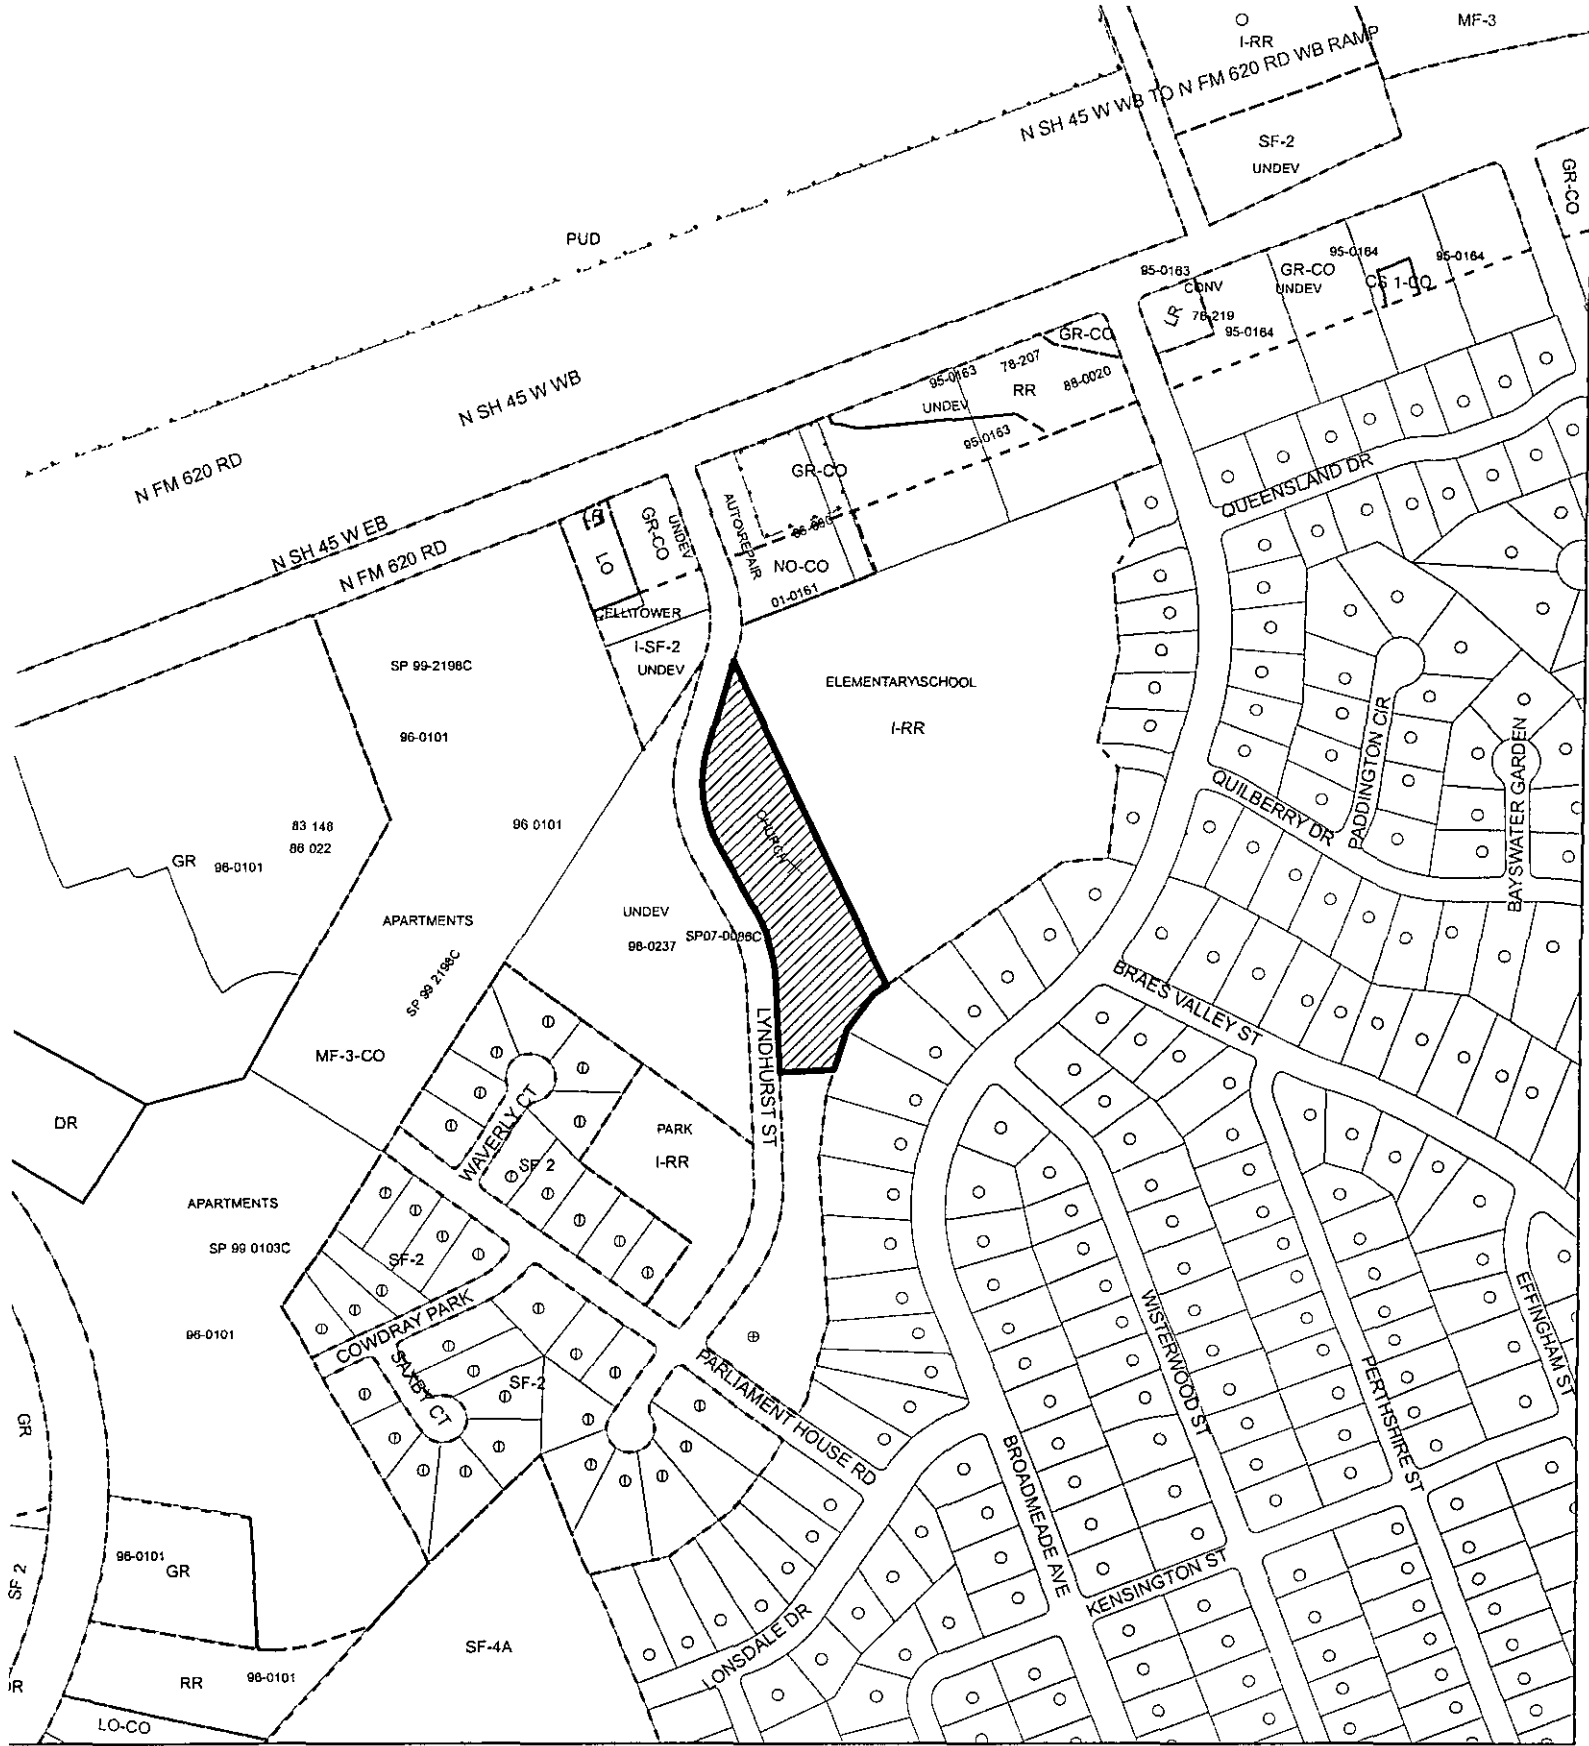 I-RR
MF-3
N SH 45 W WB TO N FM 620 RD WB RAMP
SF-2
UNDEV
GR-CO
PUD
95-0163
CONV
LR
78-219
95-0164
GR-CO
UNDEV
95-0164
CS 1-CO
95-0164
N SH 45 W WB
N FM 620 RD
N SH 45 W EB
N FM 620 RD
GR-CO
95-0163
78-207
RR
88-0020
UNDEV
95-0163
GR-CO
AUTO REPAIR
NO-CO
01-0161
LO
GR-CO
UNDEV
CELL TOWER
I-SF-2
UNDEV
QUEENSLAND DR
SP 99-2198C
96-0101
ELEMENTARY SCHOOL
I-RR
PADDINGTON CIR
BAYSWATER GARDEN
QUILBERRY DR
83 148
86 022
GR
96-0101
96 0101
CHURCH
APARTMENTS
SP 99 2198C
UNDEV
98-0237
SP07-0086C
BRAES VALLEY ST
LYNDHURST ST
MF-3-CO
DR
WAVERLY CT
SF 2
PARK
I-RR
APARTMENTS
SP 99 0103C
SF-2
96-0101
COWDRAY PARK
SAXBY CT
SF-2
PARLIAMENT HOUSE RD
WISTERWOOD ST
PERTHSHIRE ST
EFFINGHAM ST
BROADMEADE AVE
KENSINGTON ST
LONSDALE DR
GR
SF 2
96-0101
GR
RR
96-0101
LO-CO
SF-4A